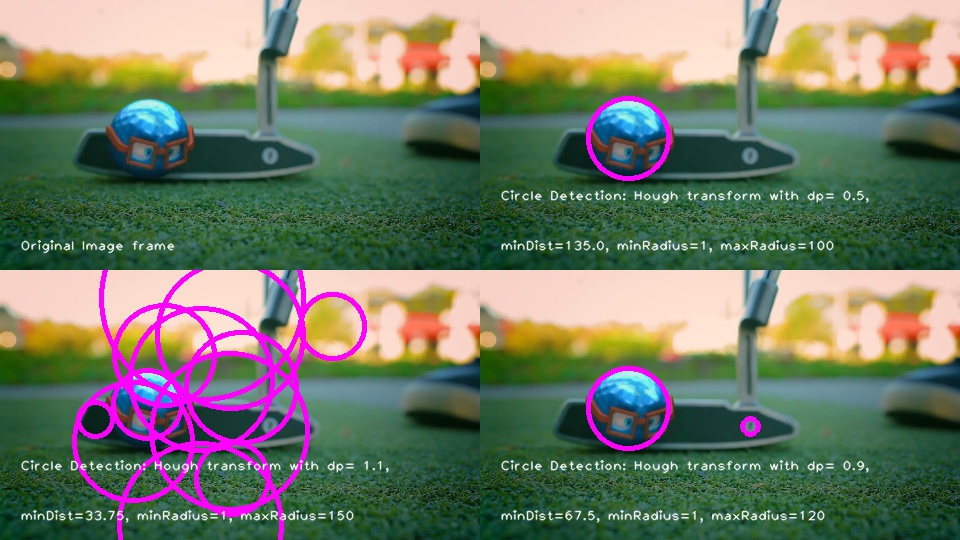 Original Image frame
Circle Detection: Hough transform with dp= 0.5,
minDist=135.0, minRadius=1, maxRadius=100
Circle Detection: Hough transform with dp= 1.1,
minDist=33.75, minRadius=1, maxRadius=150
Circle Detection: Hough transform with dp= 0.9,
minDist=67.5, minRadius=1, maxRadius=120